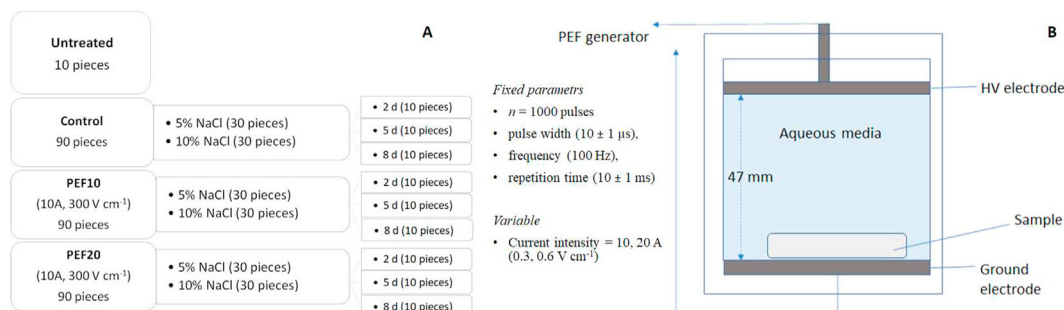 A
Untreated
10 pieces
Control
90 pieces
• 5% NaCl (30 pieces)
• 10% NaCl (30 pieces)
• 2 d (10 pieces)
• 5 d (10 pieces)
• 8 d (10 pieces)
PEF10
(10A, 300 V cm⁻¹)
90 pieces
• 5% NaCl (30 pieces)
• 10% NaCl (30 pieces)
• 2 d (10 pieces)
• 5 d (10 pieces)
• 8 d (10 pieces)
PEF20
(10A, 300 V cm⁻¹)
90 pieces
• 5% NaCl (30 pieces)
• 10% NaCl (30 pieces)
• 2 d (10 pieces)
• 5 d (10 pieces)
• 8 d (10 pieces)
B
PEF generator
Fixed parametrs
• n = 1000 pulses
• pulse width (10 ± 1 µs),
• frequency (100 Hz),
• repetition time (10 ± 1 ms)
Variable
• Current intensity = 10, 20 A
(0.3, 0.6 V cm⁻¹)
HV electrode
Aqueous media
47 mm
Sample
Ground
electrode